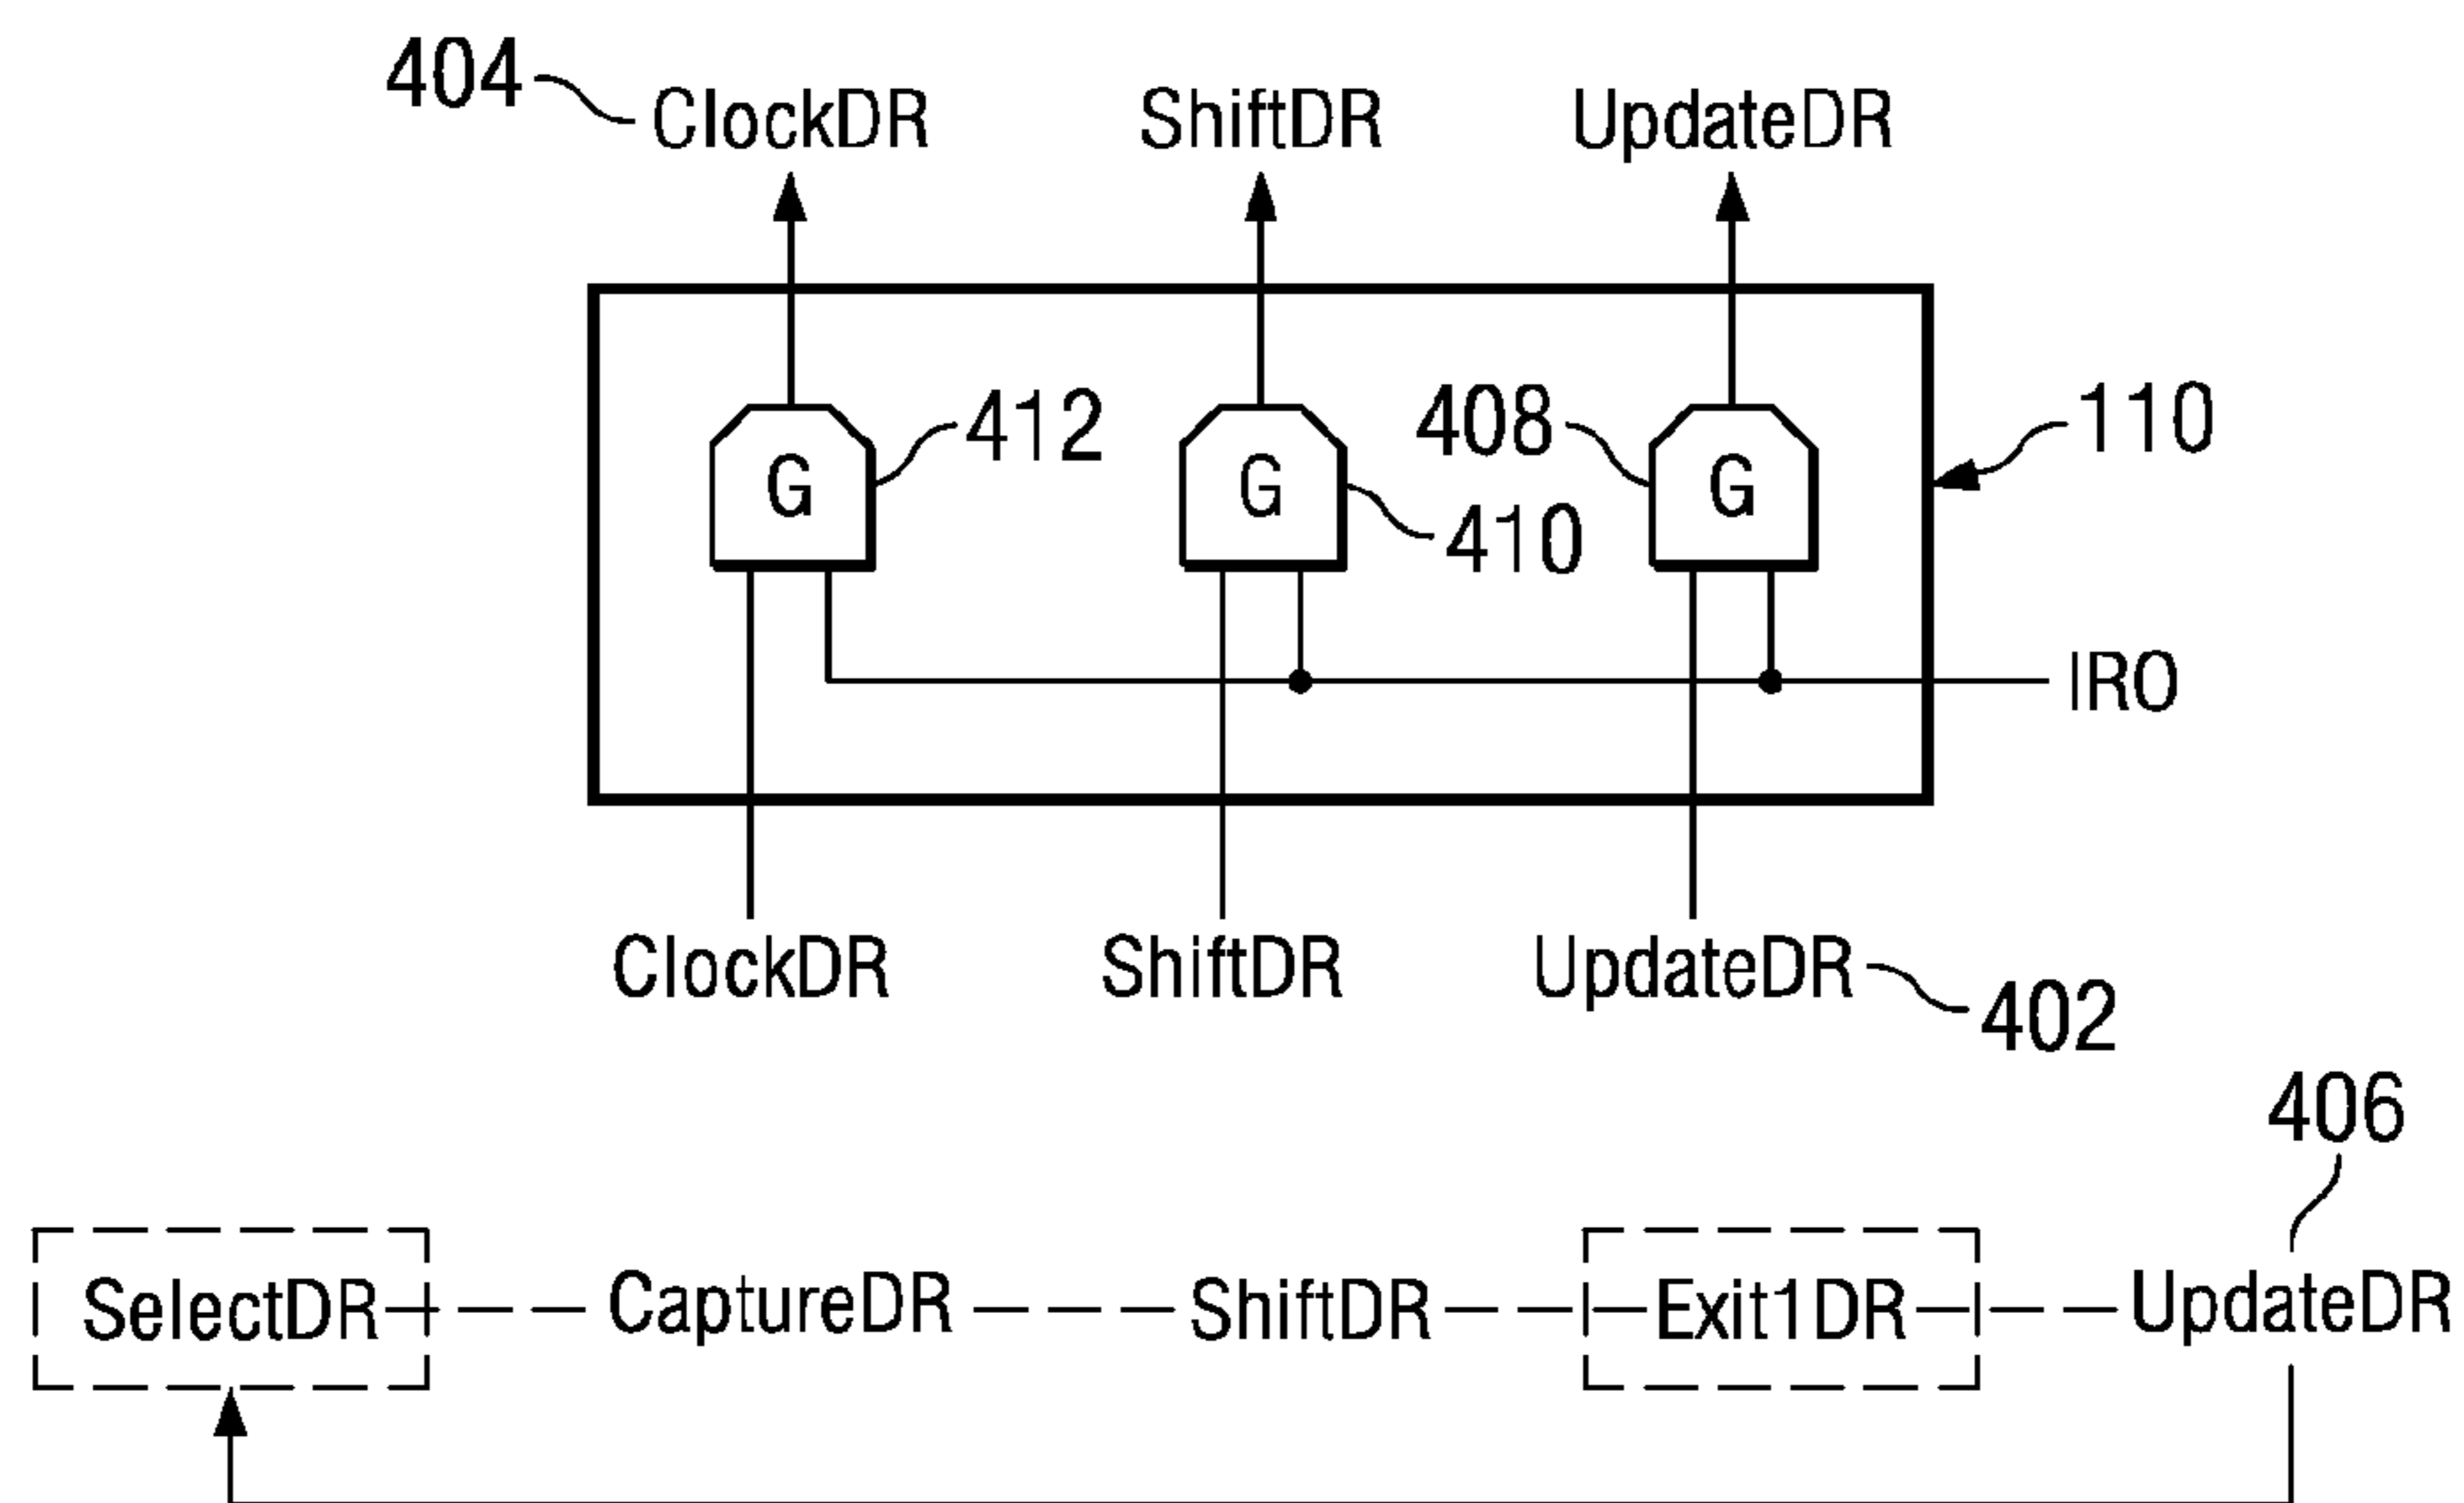 404 ClockDR ShiftDR UpdateDR
G 412 G 410 408 G 110
IRO
ClockDR ShiftDR UpdateDR 402
406
SelectDR CaptureDR ShiftDR Exit1DR UpdateDR